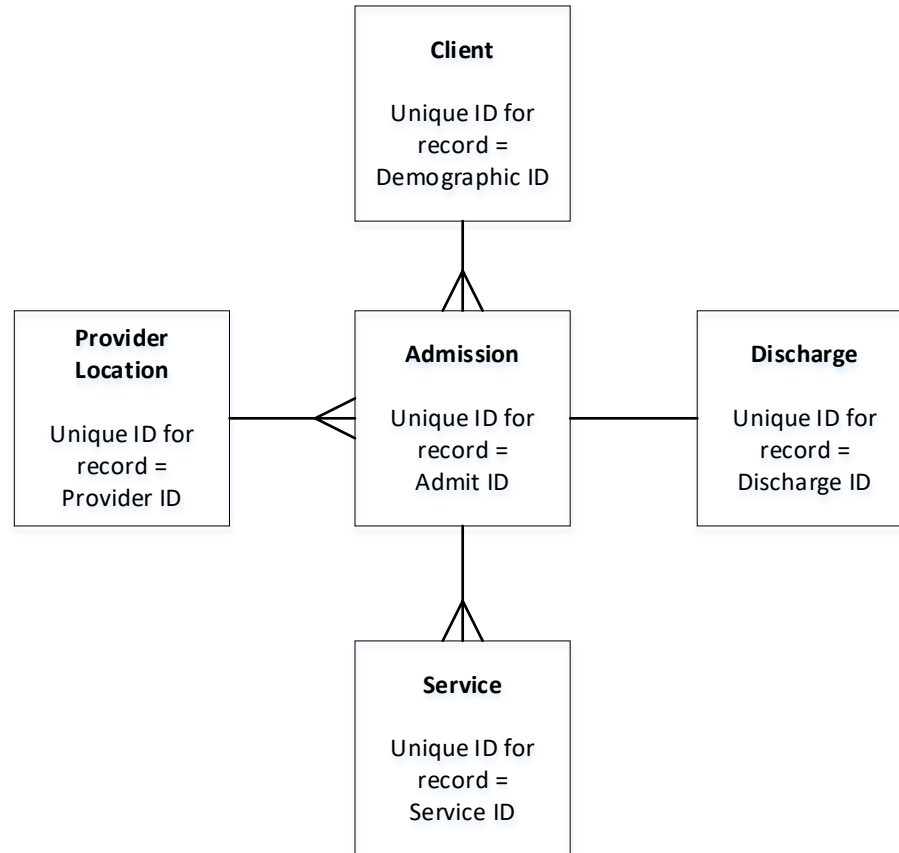 Client
Unique ID for
record =
Demographic ID
Provider
Location
Unique ID for
record =
Provider ID
Admission
Unique ID for
record =
Admit ID
Discharge
Unique ID for
record =
Discharge ID
Service
Unique ID for
record =
Service ID